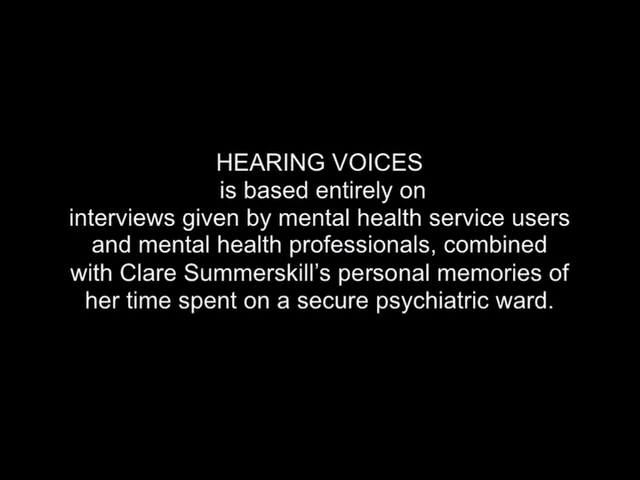 HEARING VOICES
is based entirely on
interviews given by mental health service users
and mental health professionals, combined
with Clare Summerskill’s personal memories of
her time spent on a secure psychiatric ward.